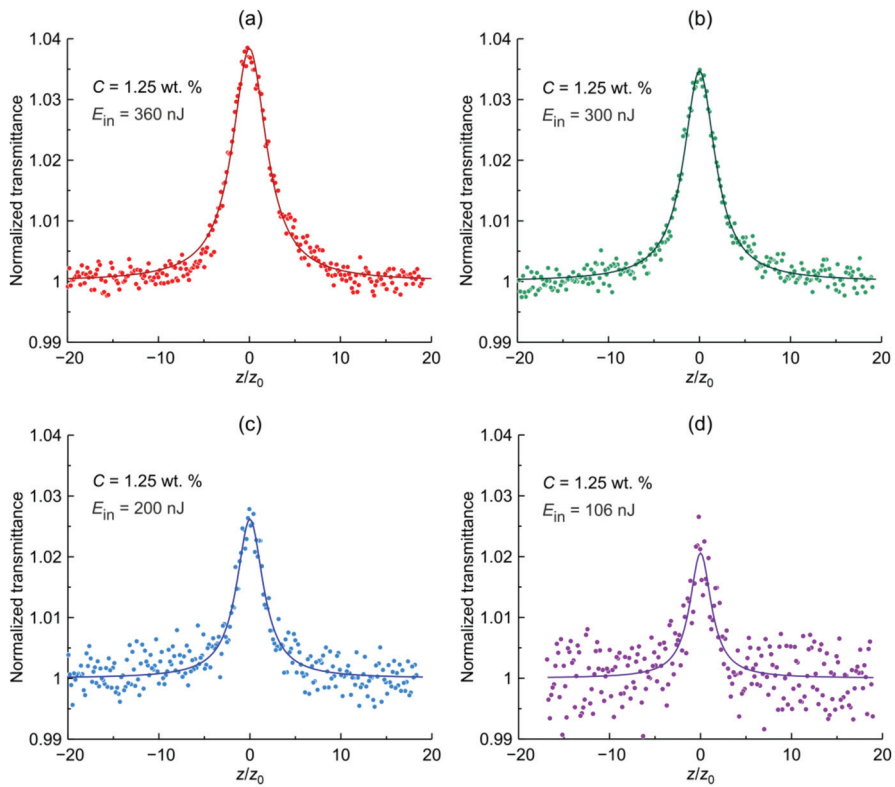 (a)
1.04
1.03
1.02
1.01
1
0.99
Normalized transmittance
C = 1.25 wt. %
E_in = 360 nJ
−20 −10 0 10 20
z/z_0
(b)
1.04
1.03
1.02
1.01
1
0.99
Normalized transmittance
C = 1.25 wt. %
E_in = 300 nJ
−20 −10 0 10 20
z/z_0
(c)
1.04
1.03
1.02
1.01
1
0.99
Normalized transmittance
C = 1.25 wt. %
E_in = 200 nJ
−20 −10 0 10 20
z/z_0
(d)
1.04
1.03
1.02
1.01
1
0.99
Normalized transmittance
C = 1.25 wt. %
E_in = 106 nJ
−20 −10 0 10 20
z/z_0